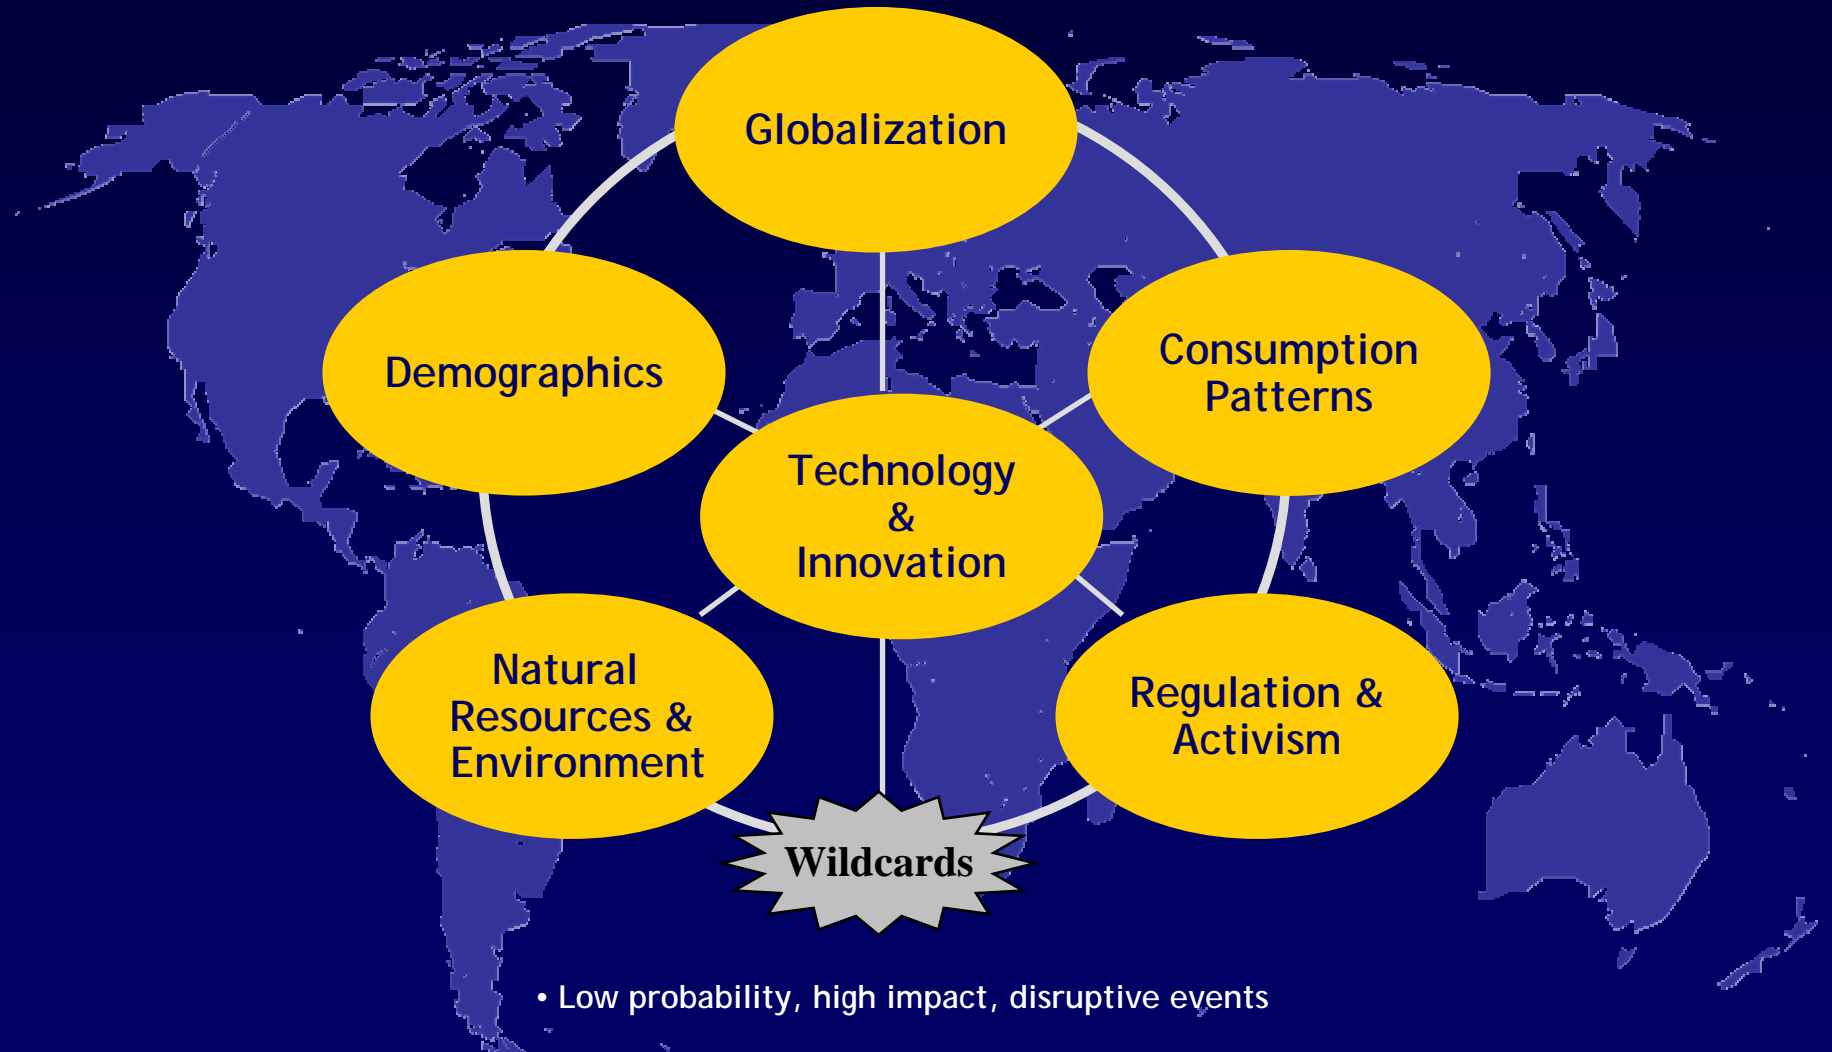 Globalization
Demographics
Consumption
Patterns
Technology
&
Innovation
Natural
Resources &
Environment
Regulation &
Activism
Wildcards
• Low probability, high impact, disruptive events